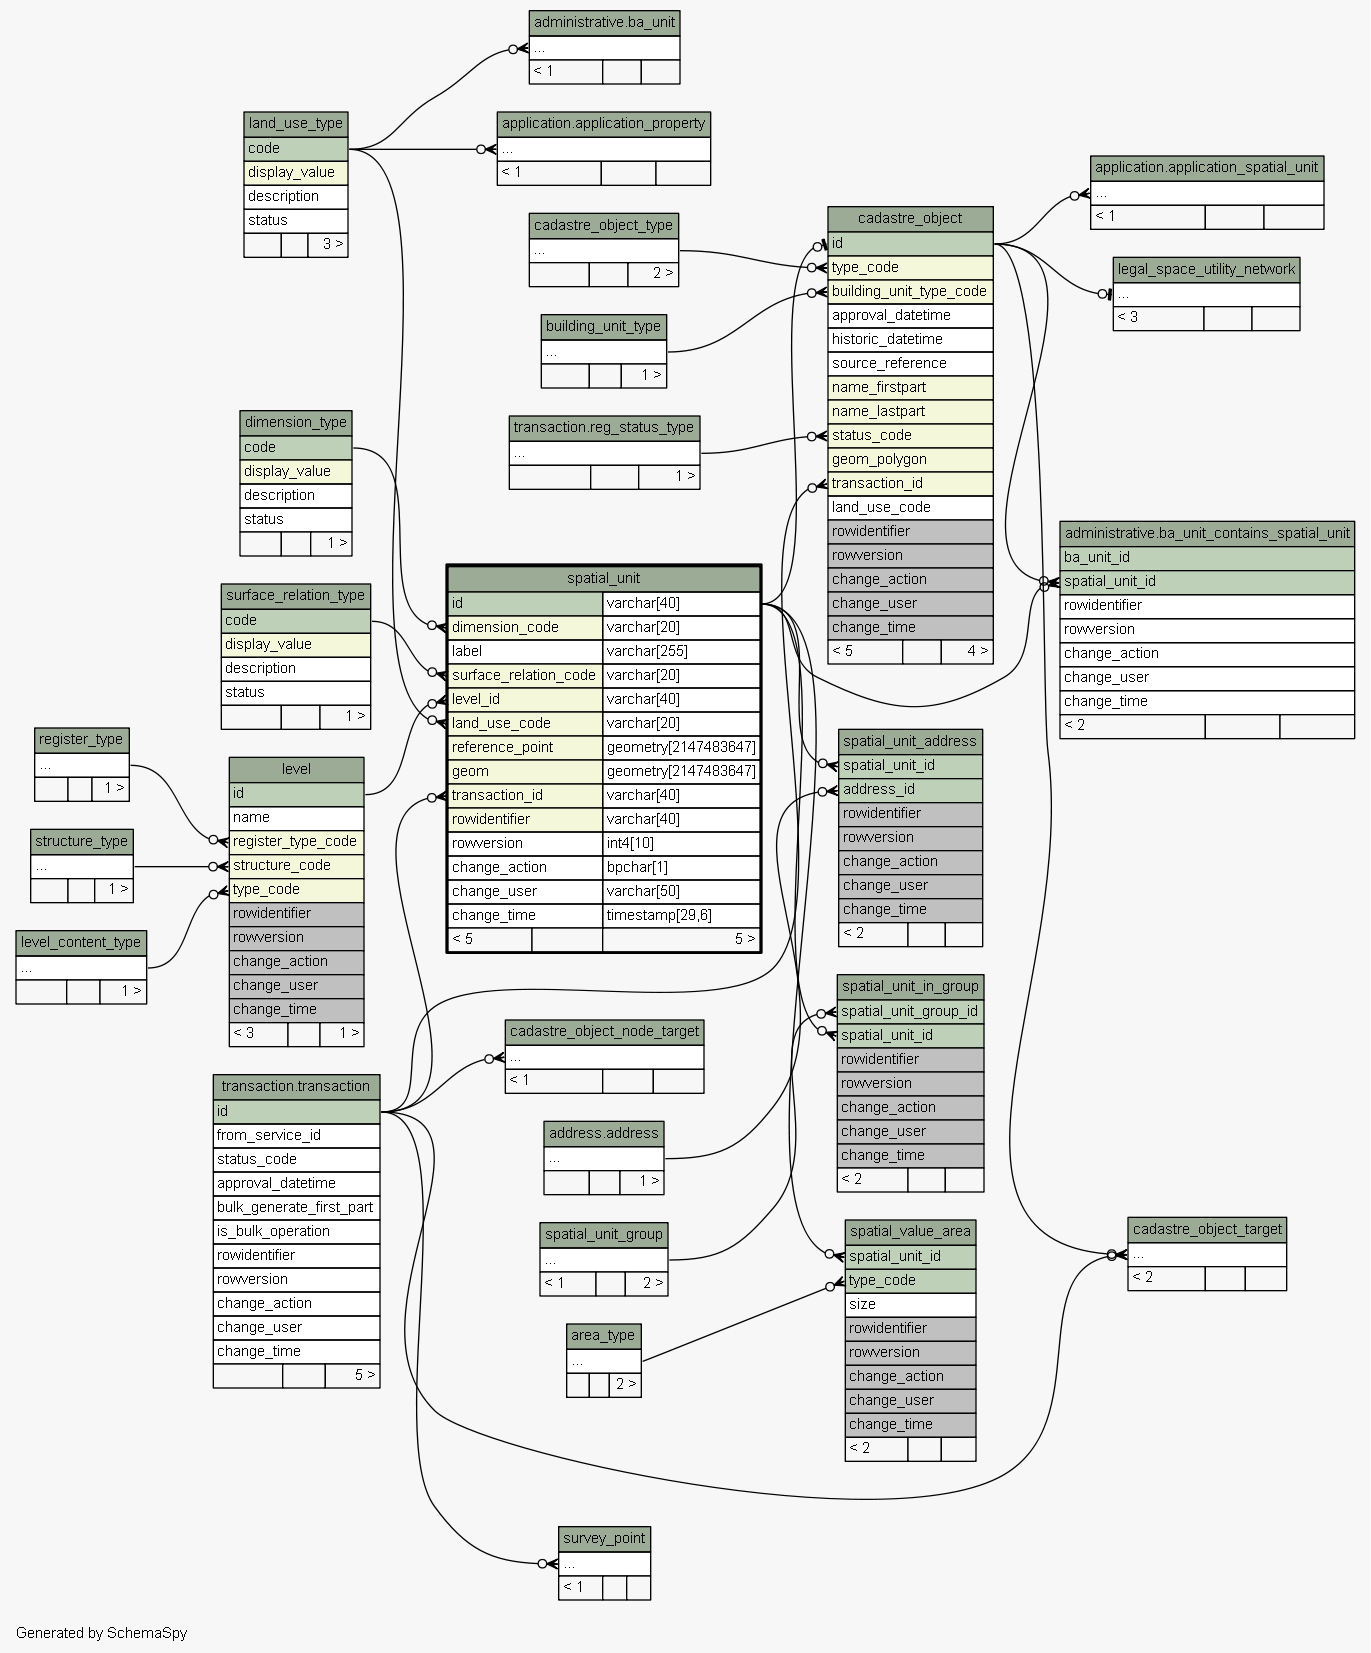 administrative.ba_unit
...
< 1
land_use_type
code
display_value
description
status
3 >
application.application_property
...
< 1
application.application_spatial_unit
...
< 1
cadastre_object_type
...
2 >
cadastre_object
id
type_code
building_unit_type_code
approval_datetime
historic_datetime
source_reference
name_firstpart
name_lastpart
status_code
geom_polygon
transaction_id
land_use_code
rowidentifier
rowversion
change_action
change_user
change_time
< 5 4 >
legal_space_utility_network
...
< 3
building_unit_type
...
1 >
transaction.reg_status_type
...
1 >
dimension_type
code
display_value
description
status
1 >
administrative.ba_unit_contains_spatial_unit
ba_unit_id
spatial_unit_id
rowidentifier
rowversion
change_action
change_user
change_time
< 2
spatial_unit
id varchar[40]
dimension_code varchar[20]
label varchar[255]
surface_relation_code varchar[20]
level_id varchar[40]
land_use_code varchar[20]
reference_point geometry[2147483647]
geom geometry[2147483647]
transaction_id varchar[40]
rowidentifier varchar[40]
rowversion int4[10]
change_action bpchar[1]
change_user varchar[50]
change_time timestamp[29,6]
< 5 5 >
surface_relation_type
code
display_value
description
status
1 >
register_type
...
1 >
level
id
name
register_type_code
structure_code
type_code
rowidentifier
rowversion
change_action
change_user
change_time
< 3 1 >
structure_type
...
1 >
level_content_type
...
1 >
spatial_unit_address
spatial_unit_id
address_id
rowidentifier
rowversion
change_action
change_user
change_time
< 2
spatial_unit_in_group
spatial_unit_group_id
spatial_unit_id
rowidentifier
rowversion
change_action
change_user
change_time
< 2
cadastre_object_node_target
...
< 1
transaction.transaction
id
from_service_id
status_code
approval_datetime
bulk_generate_first_part
is_bulk_operation
rowidentifier
rowversion
change_action
change_user
change_time
5 >
address.address
...
1 >
spatial_unit_group
...
< 1 2 >
spatial_value_area
spatial_unit_id
type_code
size
rowidentifier
rowversion
change_action
change_user
change_time
< 2
cadastre_object_target
...
< 2
area_type
...
2 >
survey_point
...
< 1
Generated by SchemaSpy